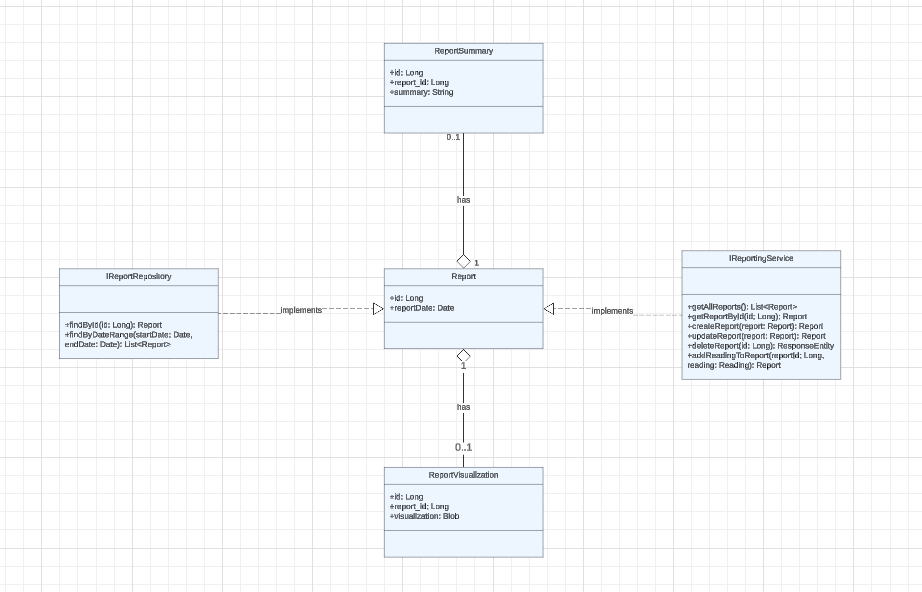 ReportSummary
+id: Long
+report_id: Long
+summary: String
0..1
has
1
IReportRepository
+findById(id: Long): Report
+findByDateRange(startDate: Date,
endDate: Date): List<Report>
implements
Report
+id: Long
+reportDate: Date
implements
IReportingService
+getAllReports(): List<Report>
+getReportById(id: Long): Report
+createReport(report: Report): Report
+updateReport(report: Report): Report
+deleteReport(id: Long): ResponseEntity
+addReadingToReport(reportId: Long,
reading: Reading): Report
1
has
0..1
ReportVisualization
+id: Long
+report_id: Long
+visualization: Blob